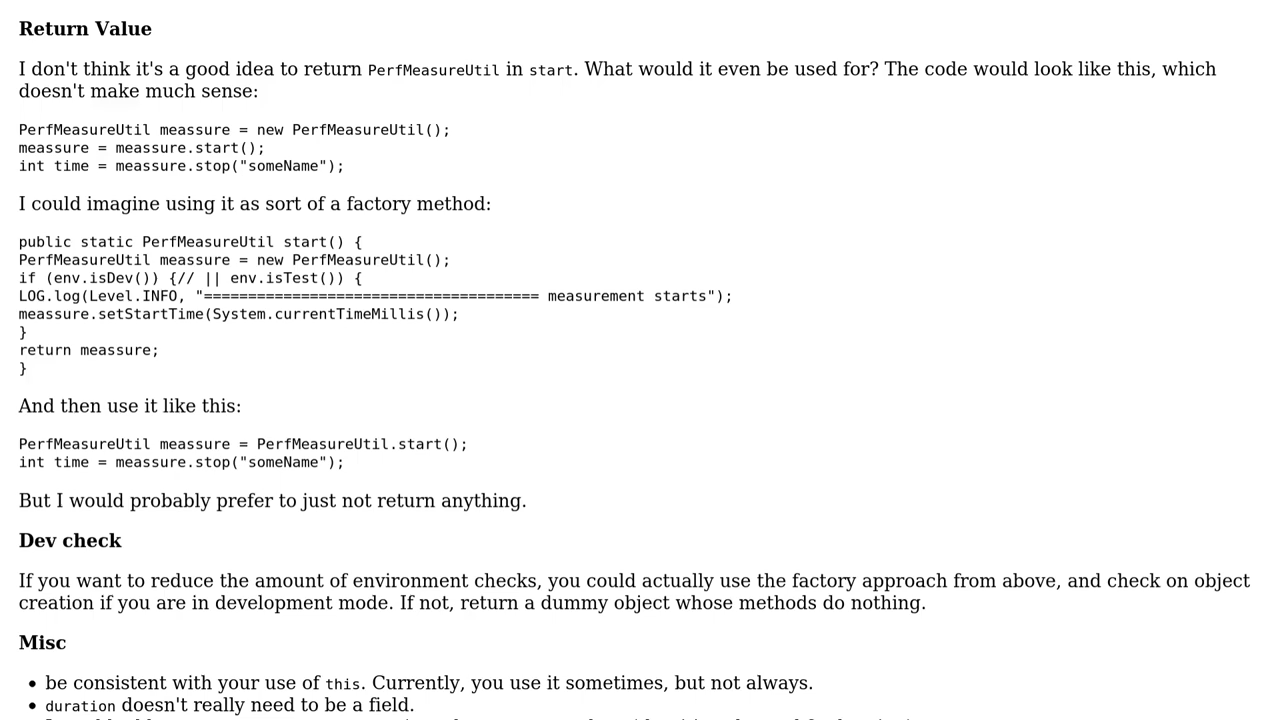 Return Value
I don't think it's a good idea to return PerfMeasureUtil in start. What would it even be used for? The code would look like this, which
doesn't make much sense:
PerfMeasureUtil meassure = new PerfMeasureUtil();
meassure = meassure.start();
int time = meassure.stop("someName");
I could imagine using it as sort of a factory method:
public static PerfMeasureUtil start() {
PerfMeasureUtil meassure = new PerfMeasureUtil();
if (env.isDev()) {// || env.isTest()) {
LOG.log(Level.INFO, "====================================== measurement starts");
meassure.setStartTime(System.currentTimeMillis());
}
return meassure;
}
And then use it like this:
PerfMeasureUtil meassure = PerfMeasureUtil.start();
int time = meassure.stop("someName");
But I would probably prefer to just not return anything.
Dev check
If you want to reduce the amount of environment checks, you could actually use the factory approach from above, and check on object
creation if you are in development mode. If not, return a dummy object whose methods do nothing.
Misc
• be consistent with your use of this. Currently, you use it sometimes, but not always.
• duration doesn't really need to be a field.